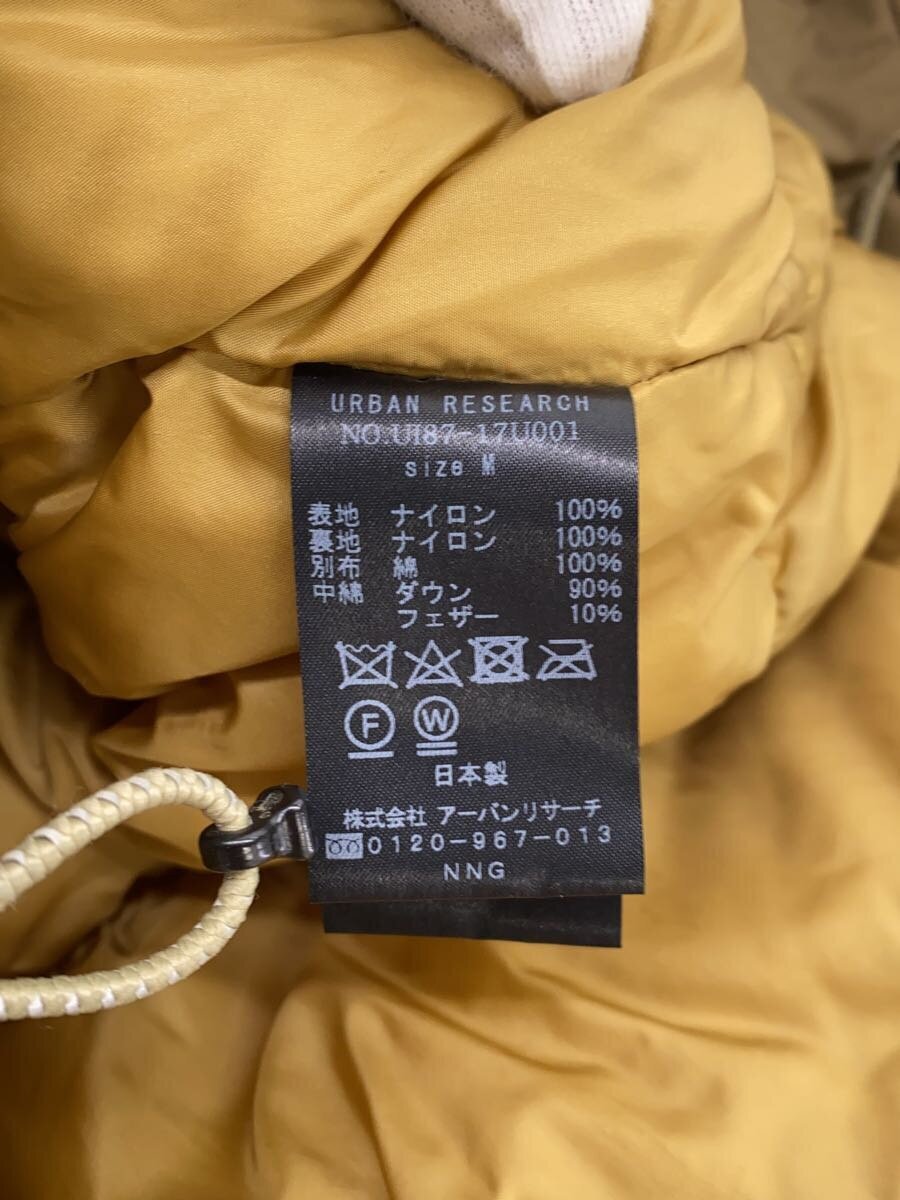 URBAN RESEARCH
NO.UI87-17U001
size M
表地 ナイロン 100%
裏地 ナイロン 100%
別布 綿 100%
中綿 ダウン 90%
フェザー 10%
F W
日本製
株式会社 アーバンリサーチ
0120-967-013
NNG